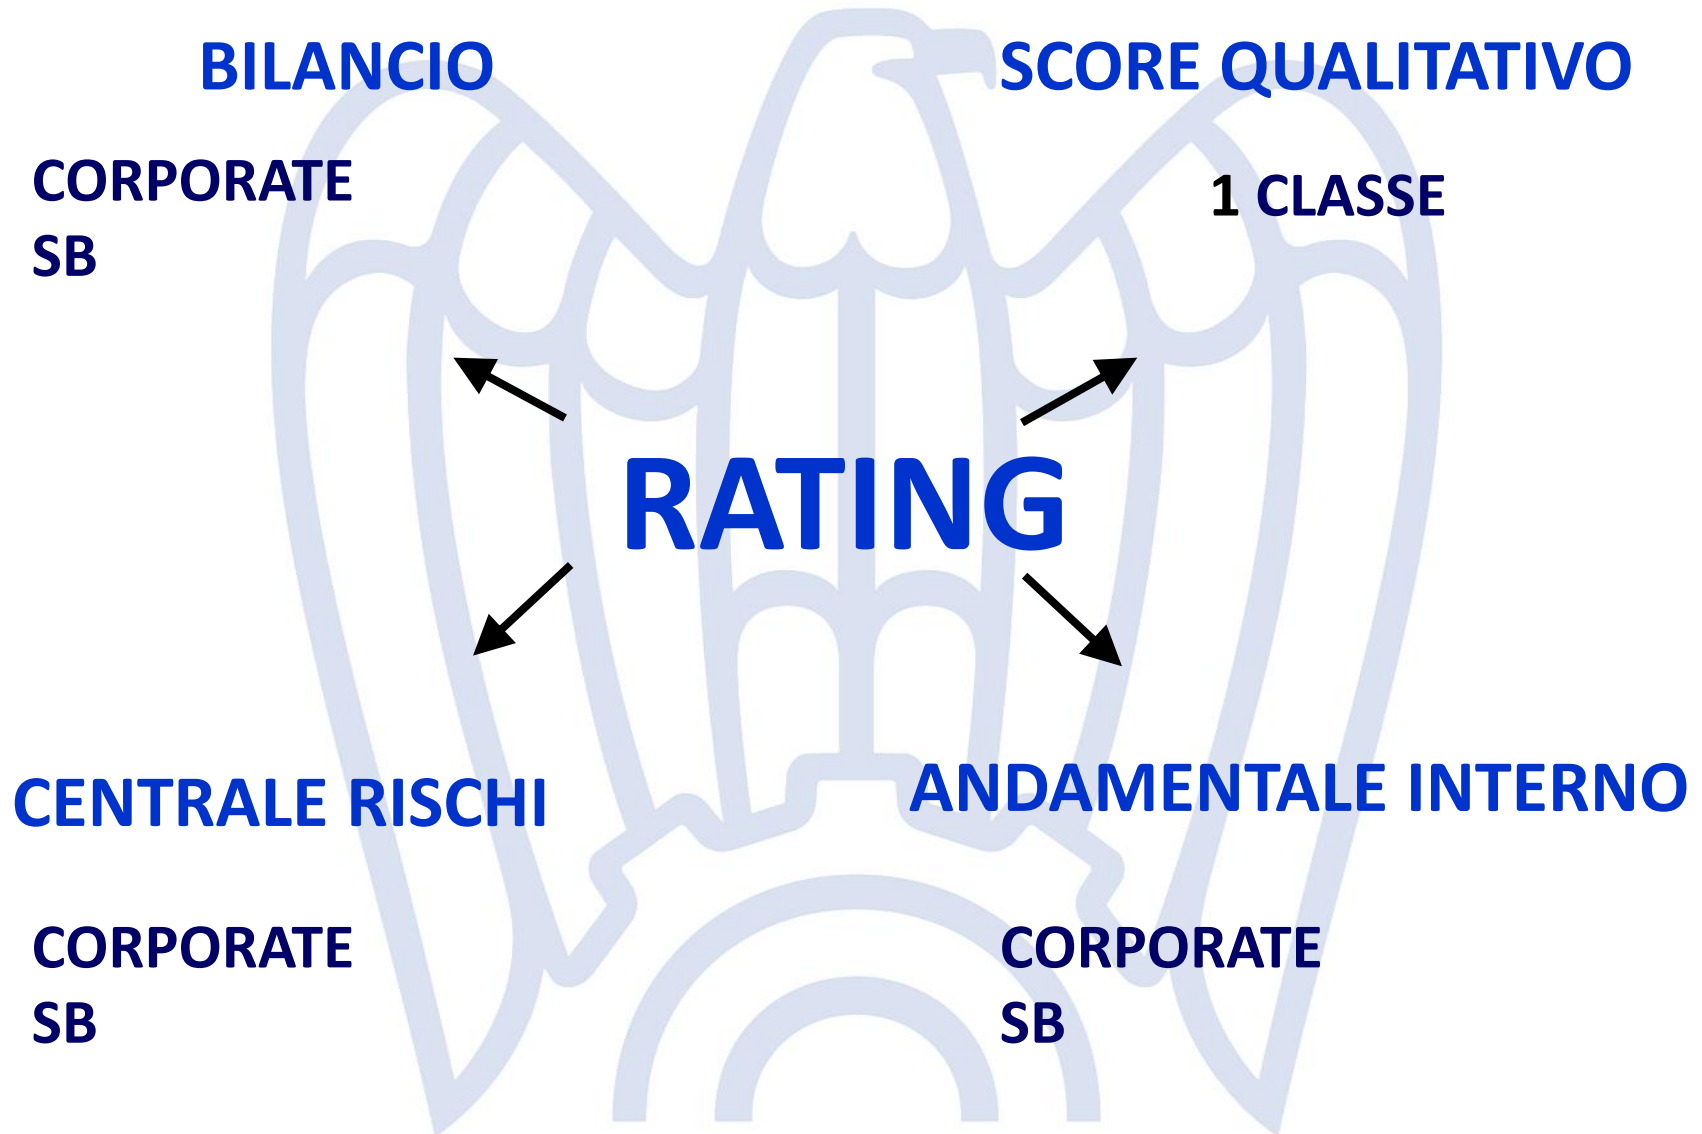 BILANCIO
SCORE QUALITATIVO
CORPORATE
SB
1 CLASSE
RATING
CENTRALE RISCHI
ANDAMENTALE INTERNO
CORPORATE
SB
CORPORATE
SB